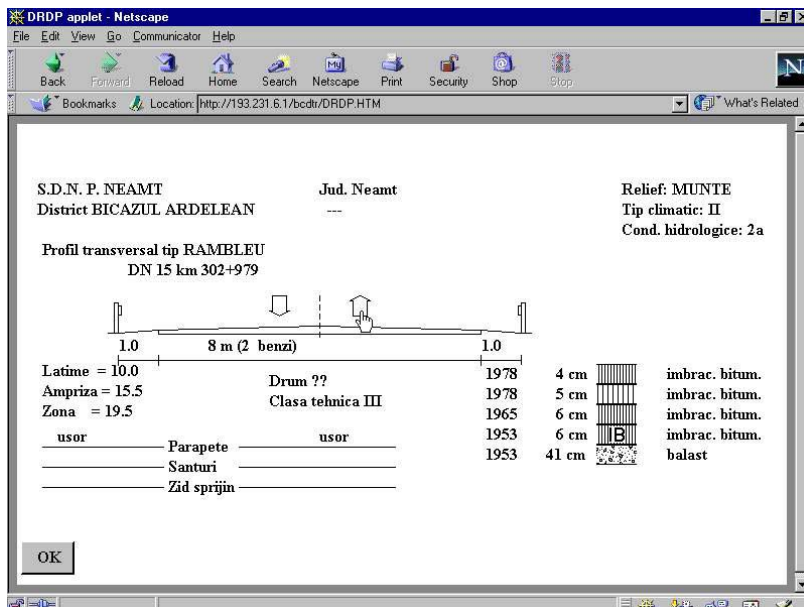 DRDP applet - Netscape
File Edit View Go Communicator Help
Back Forward Reload Home Search Netscape Print Security Shop Stop
My
N
Bookmarks Location: http://193.231.6.1/bcdtr/DRDP.HTM What's Related
S.D.N. P. NEAMT Jud. Neamt Relief: MUNTE
District BICAZUL ARDELEAN --- Tip climatic: II
Cond. hidrologice: 2a
Profil transversal tip RAMBLEU
DN 15 km 302+979
1.0 8 m (2 benzi) 1.0
Latime = 10.0
Ampriza = 15.5
Zona = 19.5
Drum ??
Clasa tehnica III
1978 4 cm imbrac. bitum.
1978 5 cm imbrac. bitum.
1965 6 cm imbrac. bitum.
1953 6 cm IB imbrac. bitum.
1953 41 cm balast
usor Parapete usor
Santuri
Zid sprijin
OK